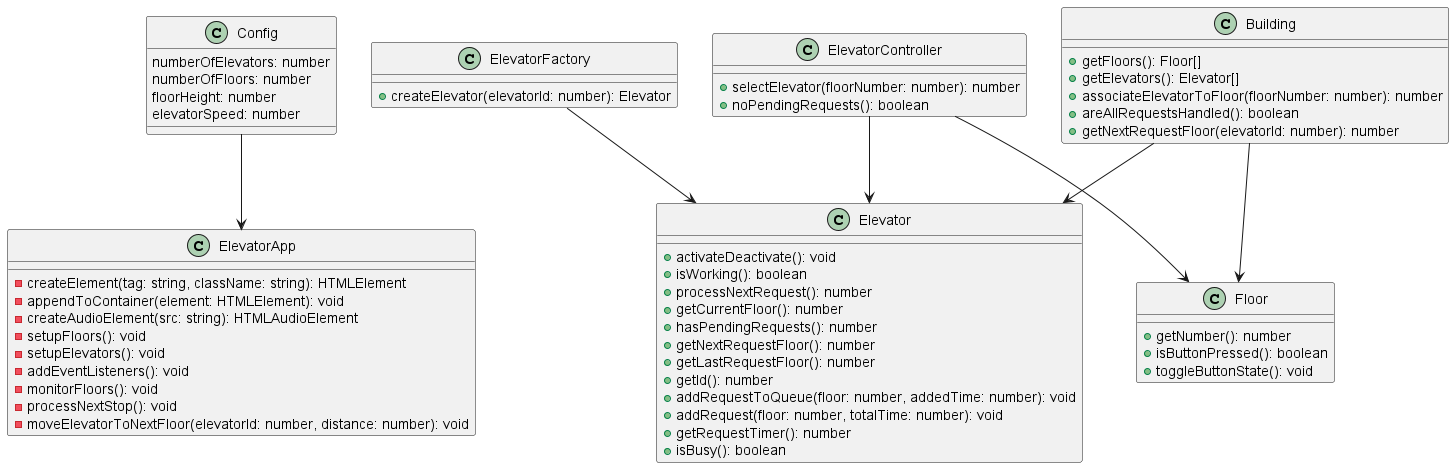 C Config
numberOfElevators: number
numberOfFloors: number
floorHeight: number
elevatorSpeed: number
C ElevatorFactory
createElevator(elevatorId: number): Elevator
C ElevatorController
selectElevator(floorNumber: number): number
noPendingRequests(): boolean
C Building
getFloors(): Floor[]
getElevators(): Elevator[]
associateElevatorToFloor(floorNumber: number): number
areAllRequestsHandled(): boolean
getNextRequestFloor(elevatorId: number): number
C ElevatorApp
createElement(tag: string, className: string): HTMLElement
appendToContainer(element: HTMLElement): void
createAudioElement(src: string): HTMLAudioElement
setupFloors(): void
setupElevators(): void
addEventListeners(): void
monitorFloors(): void
processNextStop(): void
moveElevatorToNextFloor(elevatorId: number, distance: number): void
C Elevator
activateDeactivate(): void
isWorking(): boolean
processNextRequest(): number
getCurrentFloor(): number
hasPendingRequests(): number
getNextRequestFloor(): number
getLastRequestFloor(): number
getId(): number
addRequestToQueue(floor: number, addedTime: number): void
addRequest(floor: number, totalTime: number): void
getRequestTimer(): number
isBusy(): boolean
C Floor
getNumber(): number
isButtonPressed(): boolean
toggleButtonState(): void